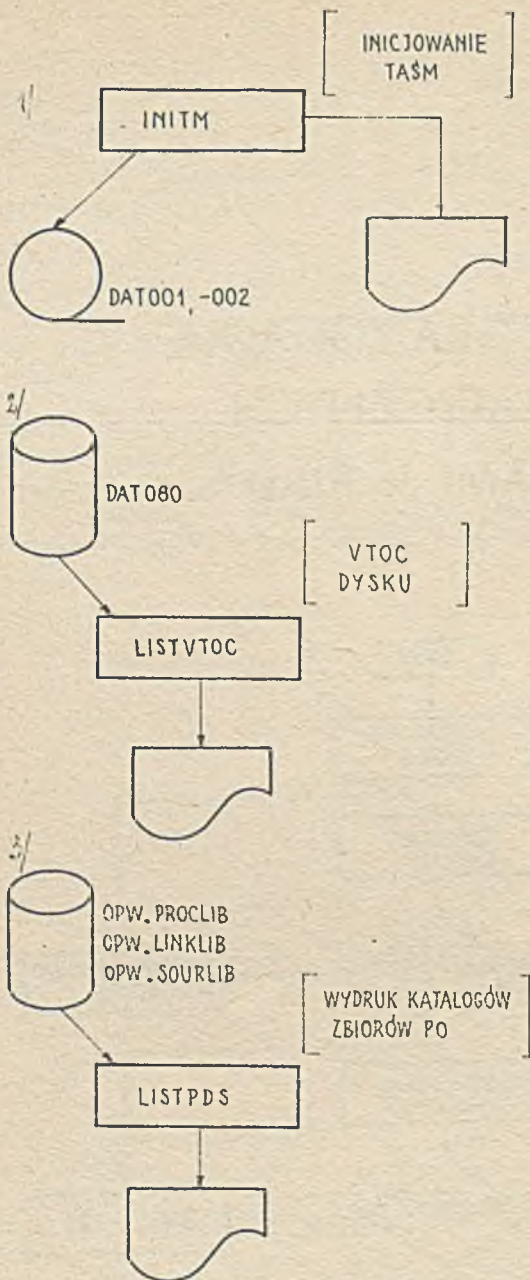 1/
INICJOWANIE
TAŚM
INITM
DAT001, -002
2/
DAT080
VTOC
DYSKU
LISTVTOC
3/
OPW.PROCLIB
OPW.LINKLIB
OPW.SOURLIB
WYDRUK KATALOGÓW
ZBIORÓW PO
LISTPDS